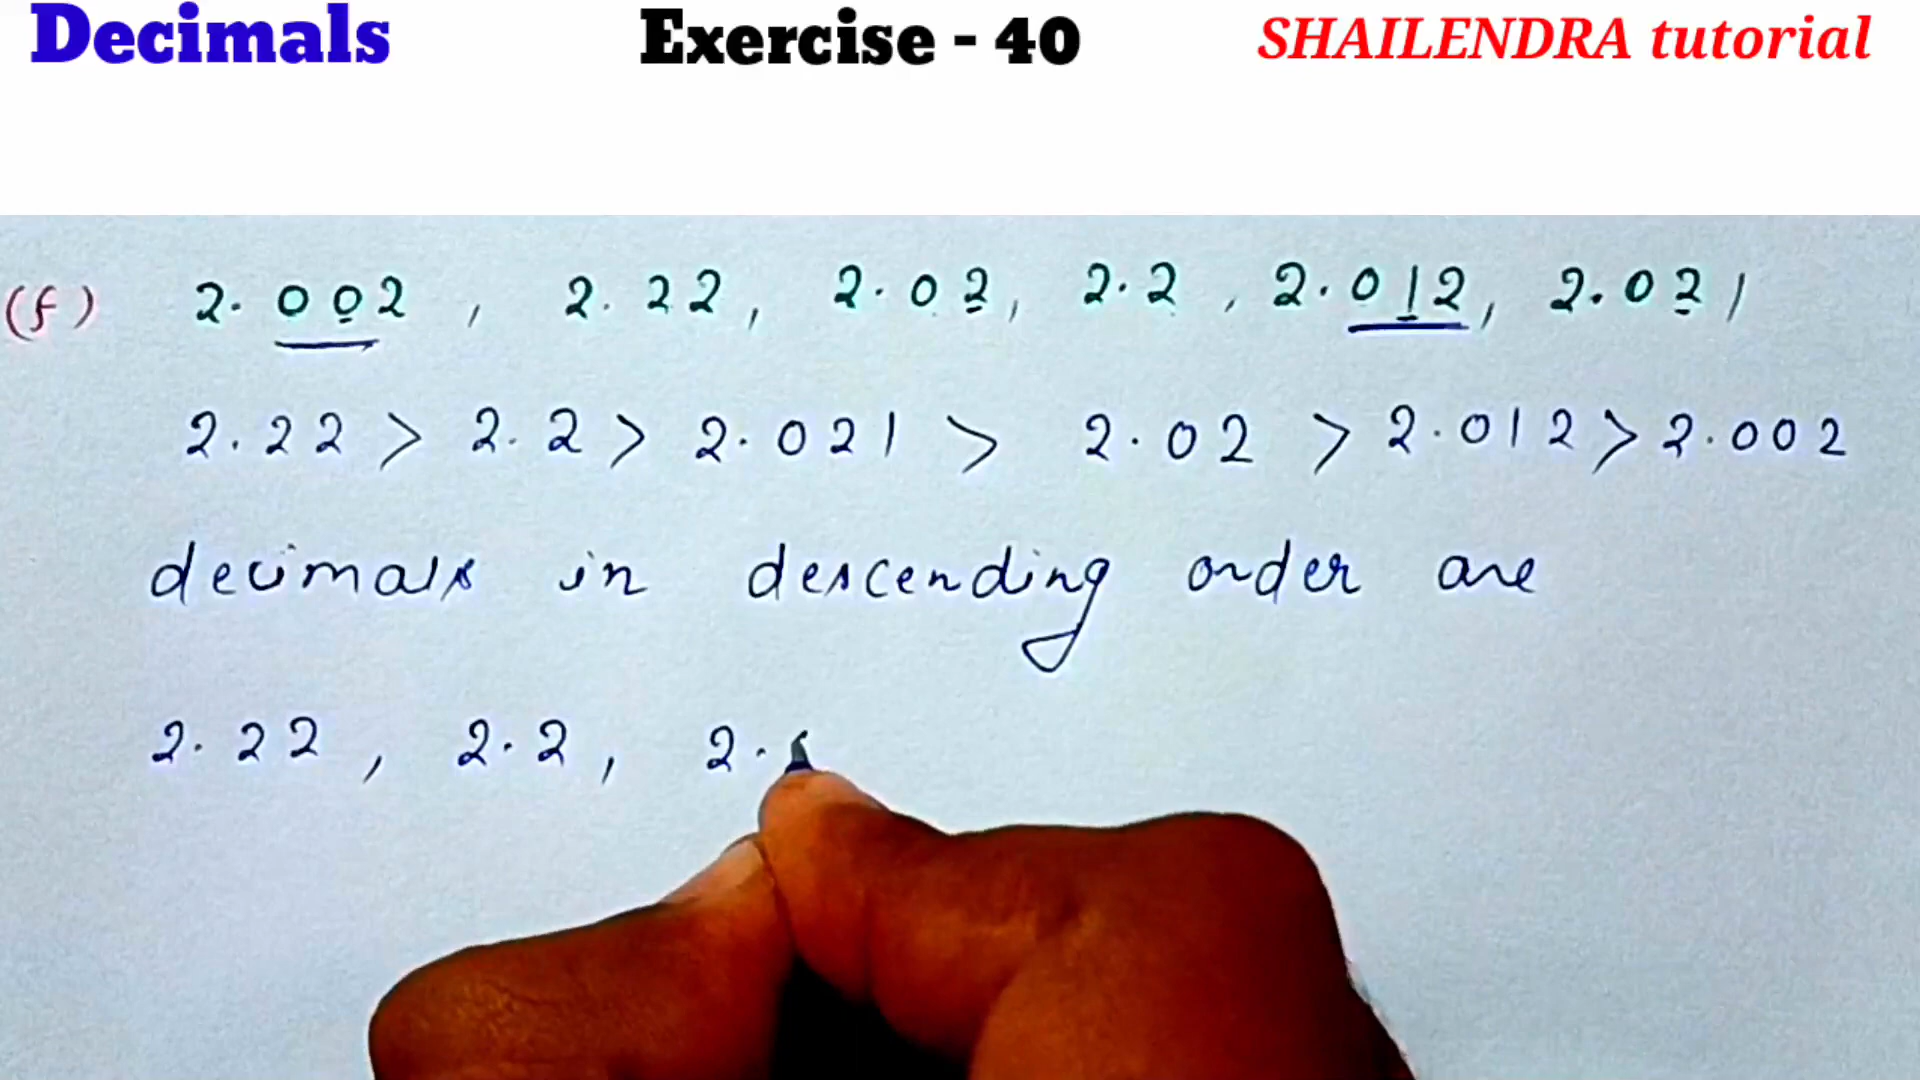 Decimals Exercise - 40 SHAILENDRA tutorial
(f) 2.002 , 2.22, 2.02, 2.2 , 2.012, 2.021
2.22 > 2.2 > 2.021 > 2.02 > 2.012 > 2.002
decimals in descending order are
2.22 , 2.2 , 2.